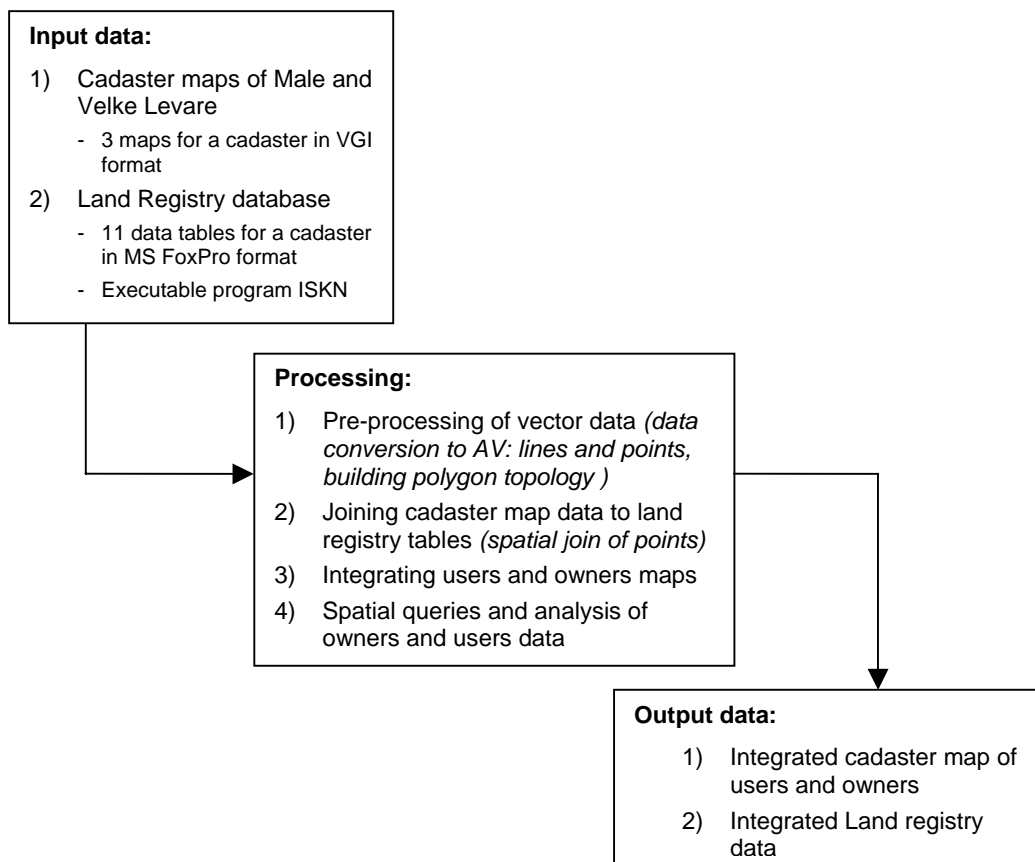 Input data:
1) Cadaster maps of Male and
Velke Levare
- 3 maps for a cadaster in VGI
format
2) Land Registry database
- 11 data tables for a cadaster
in MS FoxPro format
- Executable program ISKN
Processing:
1) Pre-processing of vector data (data
conversion to AV: lines and points,
building polygon topology )
2) Joining cadaster map data to land
registry tables (spatial join of points)
3) Integrating users and owners maps
4) Spatial queries and analysis of
owners and users data
Output data:
1) Integrated cadaster map of
users and owners
2) Integrated Land registry
data